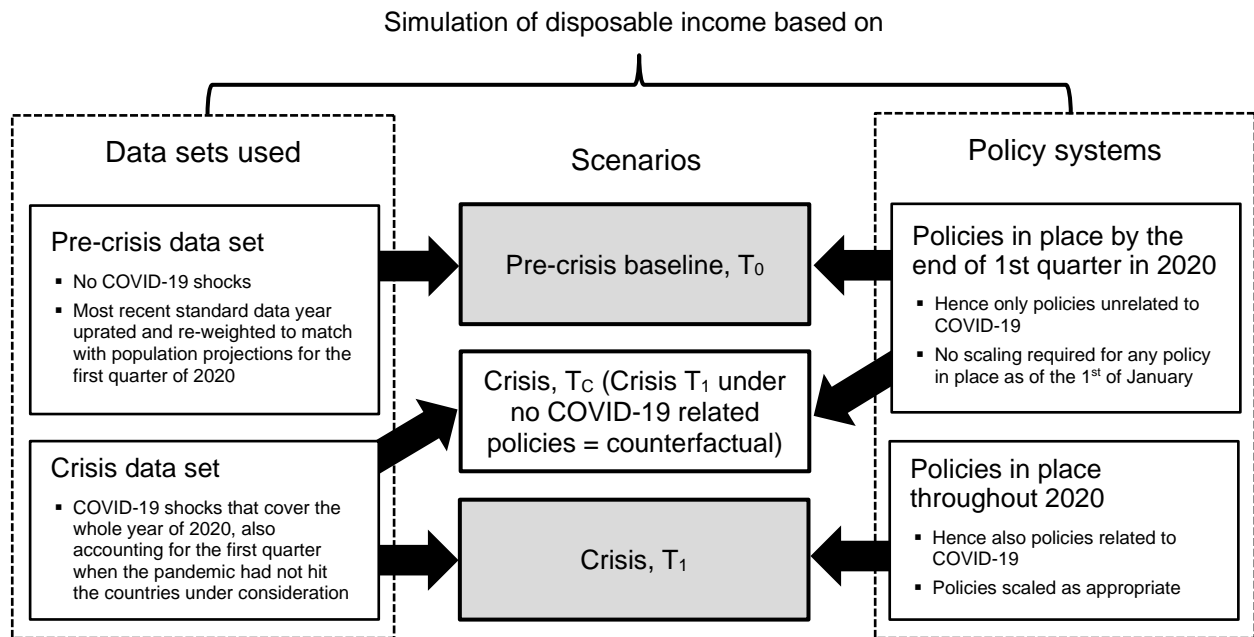 Simulation of disposable income based on
Data sets used
Pre-crisis data set
▪ No COVID-19 shocks
▪ Most recent standard data year
uprated and re-weighted to match
with population projections for the
first quarter of 2020
Crisis data set
▪ COVID-19 shocks that cover the
whole year of 2020, also
accounting for the first quarter
when the pandemic had not hit
the countries under consideration
Scenarios
Pre-crisis baseline, T₀
Crisis, T_C (Crisis T₁ under
no COVID-19 related
policies = counterfactual)
Crisis, T₁
Policy systems
Policies in place by the
end of 1st quarter in 2020
▪ Hence only policies unrelated to
COVID-19
▪ No scaling required for any policy
in place as of the 1ˢᵗ of January
Policies in place
throughout 2020
▪ Hence also policies related to
COVID-19
▪ Policies scaled as appropriate